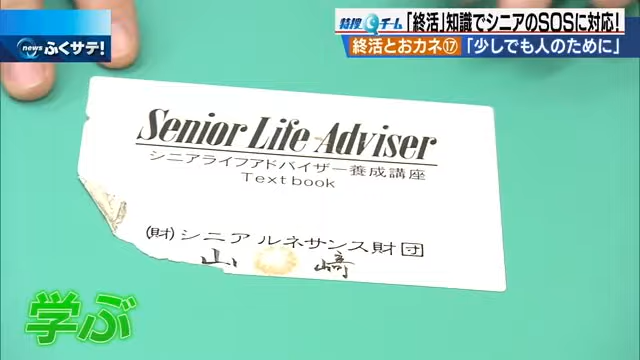 news ふくサテ!
特捜Qチーム
「終活」知識でシニアのSOSに対応!
終活とおカネ⑰ 「少しでも人のために」
Senior Life Adviser
シニアライフアドバイザー養成講座
Textbook
(財)シニアルネサンス財団
山 﨑
学ぶ